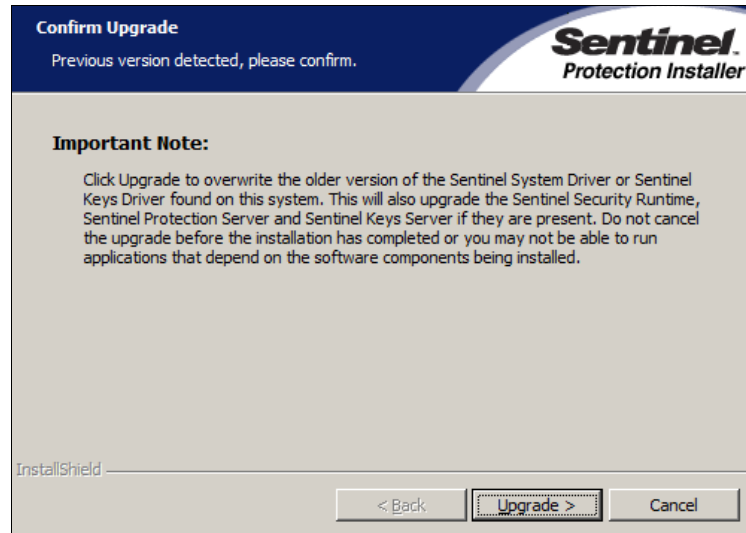 Confirm Upgrade
Previous version detected, please confirm.
Sentinel.
Protection Installer
Important Note:
Click Upgrade to overwrite the older version of the Sentinel System Driver or Sentinel
Keys Driver found on this system. This will also upgrade the Sentinel Security Runtime,
Sentinel Protection Server and Sentinel Keys Server if they are present. Do not cancel
the upgrade before the installation has completed or you may not be able to run
applications that depend on the software components being installed.
InstallShield
< Back
Upgrade >
Cancel